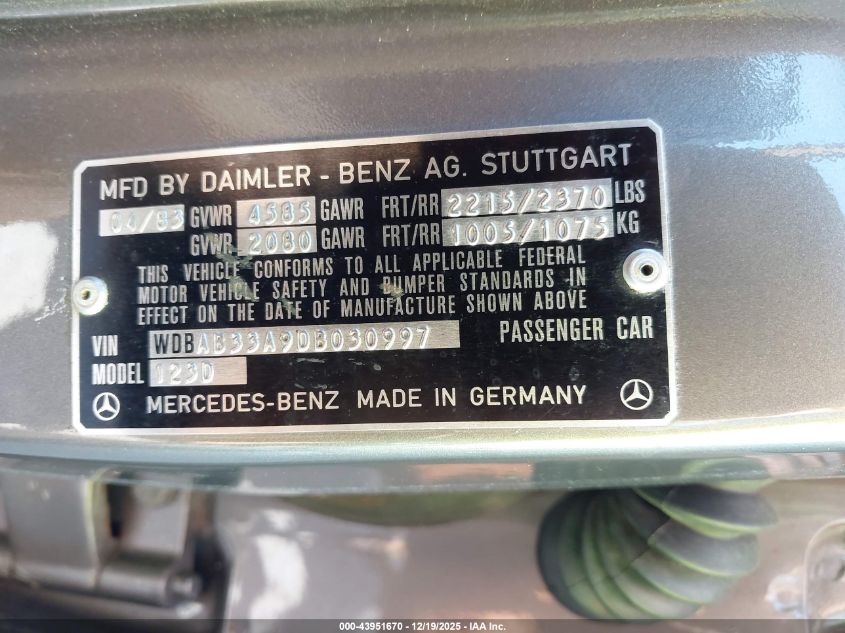 MFD BY DAIMLER - BENZ AG. STUTTGART
04/83 GVWR 4585 GAWR FRT/RR 2215/2370 LBS
GVWR 2080 GAWR FRT/RR 1005/1075 KG
THIS VEHICLE CONFORMS TO ALL APPLICABLE FEDERAL
MOTOR VEHICLE SAFETY AND BUMPER STANDARDS IN
EFFECT ON THE DATE OF MANUFACTURE SHOWN ABOVE
VIN WDBAB33A9DB030997 PASSENGER CAR
MODEL 123D
MERCEDES-BENZ MADE IN GERMANY
000-43951670 - 12/19/2025 - IAA Inc.